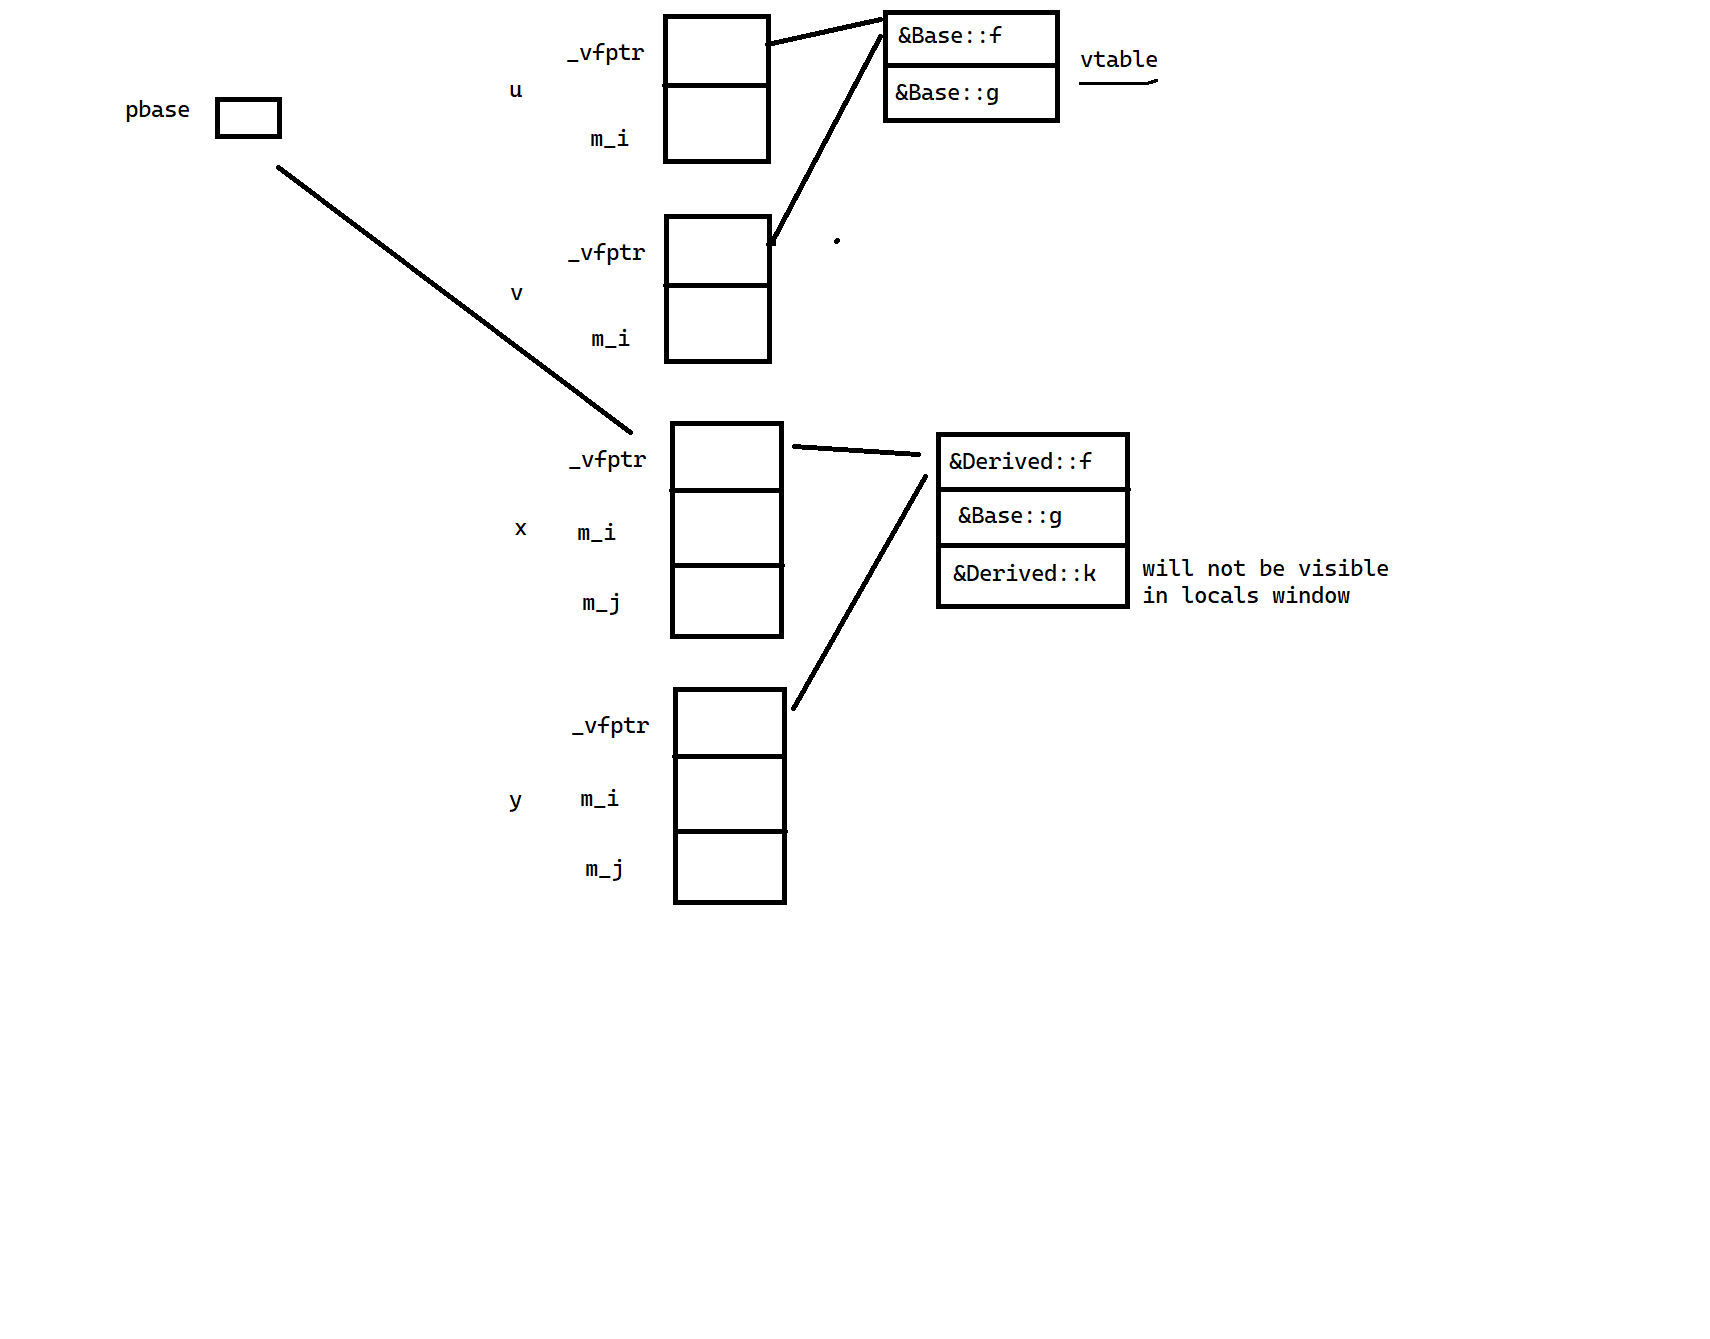 pbase
u
_vfptr
m_i
&Base::f
&Base::g
vtable
v
_vfptr
m_i
x
_vfptr
m_i
m_j
&Derived::f
&Base::g
&Derived::k
will not be visible
in locals window
y
_vfptr
m_i
m_j